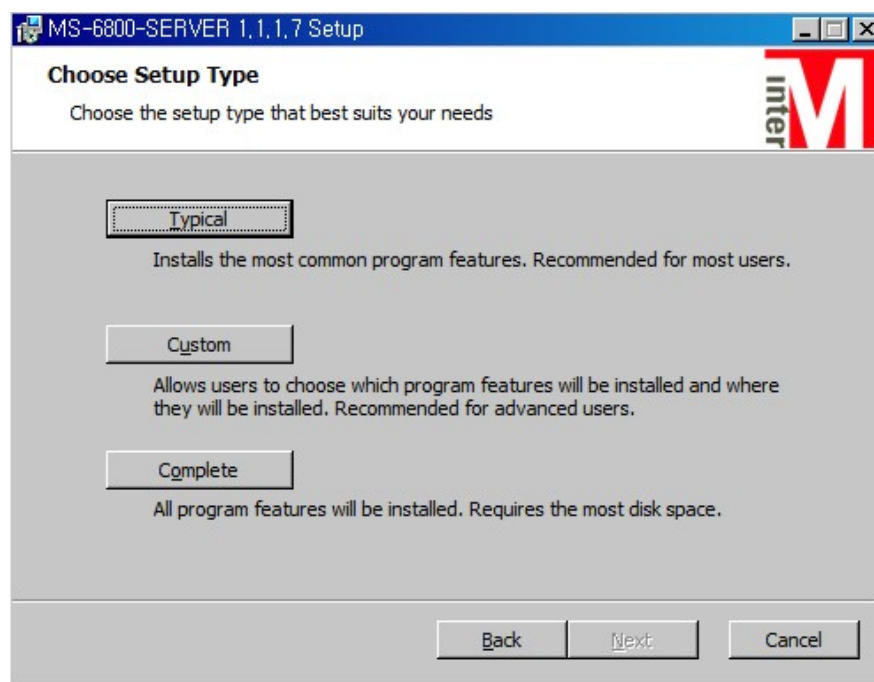 MS-6800-SERVER 1,1,1,7 Setup
Choose Setup Type
Choose the setup type that best suits your needs
inter M
Typical
Installs the most common program features. Recommended for most users.
Custom
Allows users to choose which program features will be installed and where
they will be installed. Recommended for advanced users.
Complete
All program features will be installed. Requires the most disk space.
Back
Next
Cancel